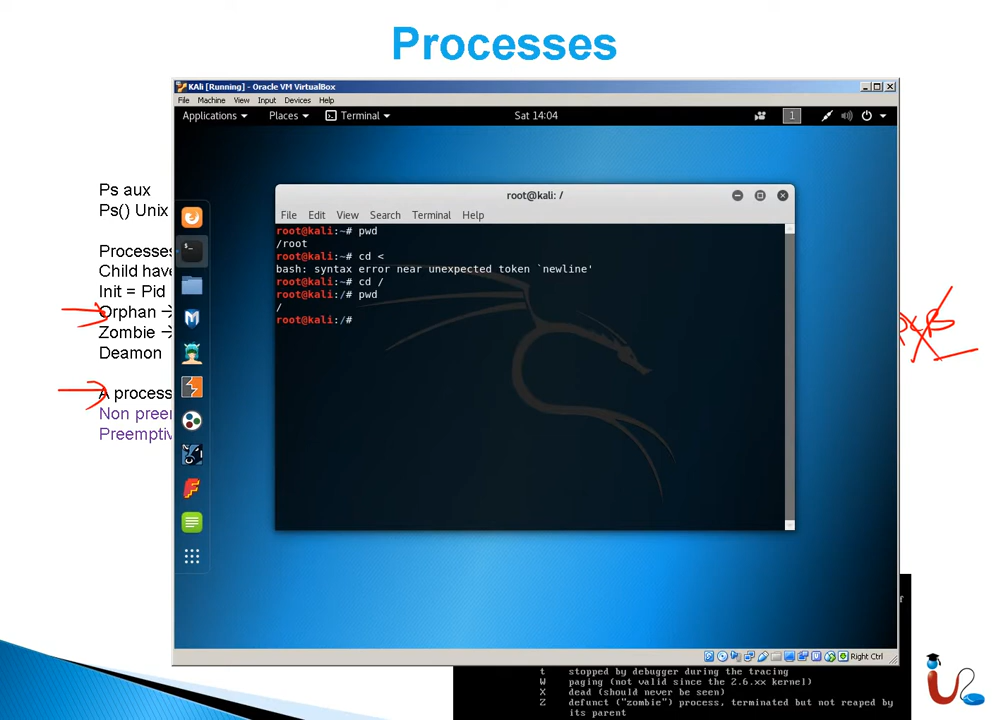 Processes
KAli [Running] - Oracle VM VirtualBox
File Machine View Input Devices Help
Applications Places Terminal Sat 14:04 1
Ps aux
Ps() Unix
Processes
Child have
Init = Pid
Orphan →
Zombie →
Deamon
A process
Non preem
Preemptiv
root@kali: /
File Edit View Search Terminal Help
root@kali:~# pwd
/root
root@kali:~# cd <
bash: syntax error near unexpected token `newline'
root@kali:~# cd /
root@kali:/# pwd
/
root@kali:/#
Right Ctrl
t stopped by debugger during the tracing
W paging (not valid since the 2.6.xx kernel)
X dead (should never be seen)
Z defunct ("zombie") process, terminated but not reaped by
its parent